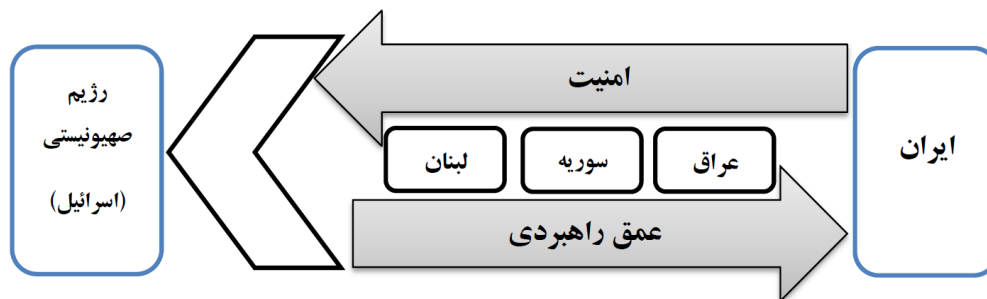 ایران
امنیت
عراق
سوریه
لبنان
عمق راهبردی
رژیم
صهیونیستی
(اسرائیل)